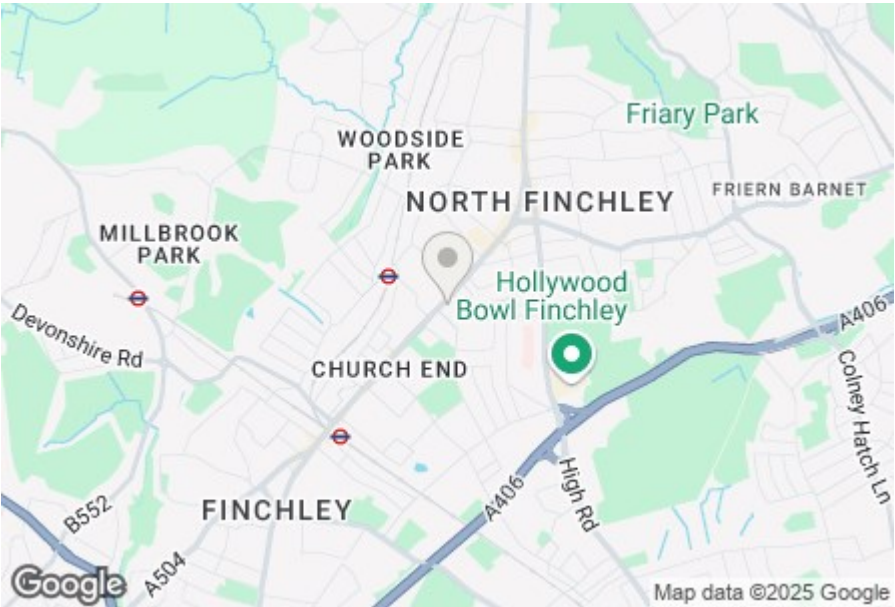 Friary Park
WOODSIDE
PARK
NORTH FINCHLEY
FRIERN BARNET
MILLBROOK
PARK
Hollywood
Bowl Finchley
A406
Devonshire Rd
CHURCH END
Colney Hatch Ln
A406
High Rd
FINCHLEY
B552
A504
Google
Map data ©2025 Google